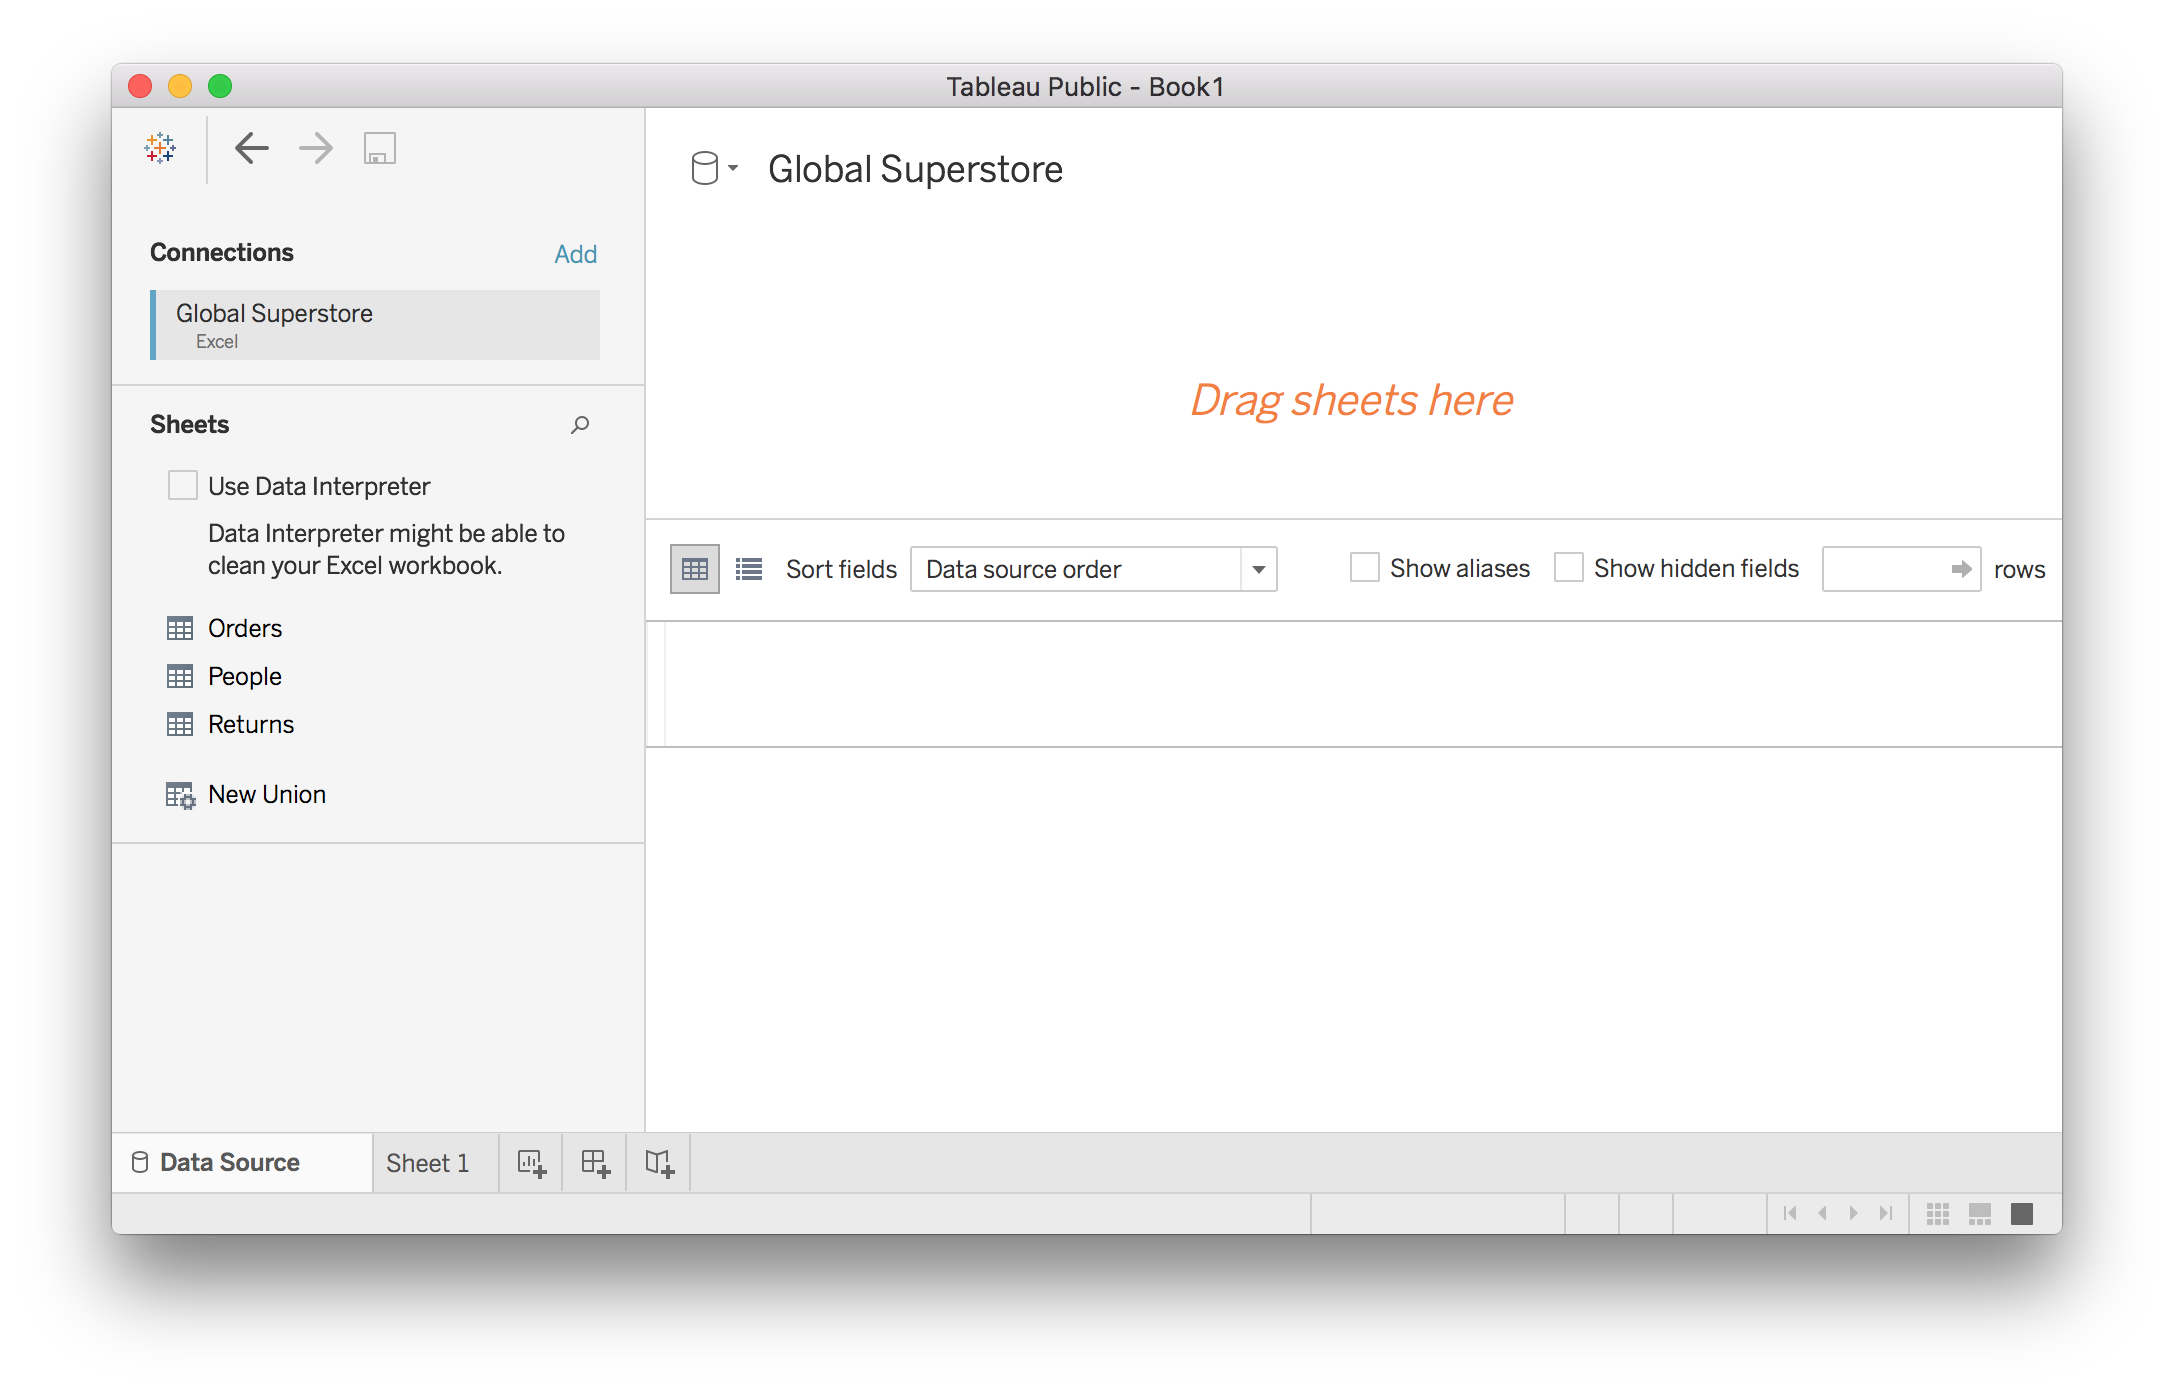 Tableau Public - Book1
Connections
Add
Global Superstore
Excel
Sheets
Use Data Interpreter
Data Interpreter might be able to
clean your Excel workbook.
Orders
People
Returns
New Union
Global Superstore
Drag sheets here
Sort fields
Data source order
Show aliases
Show hidden fields
rows
Data Source
Sheet 1